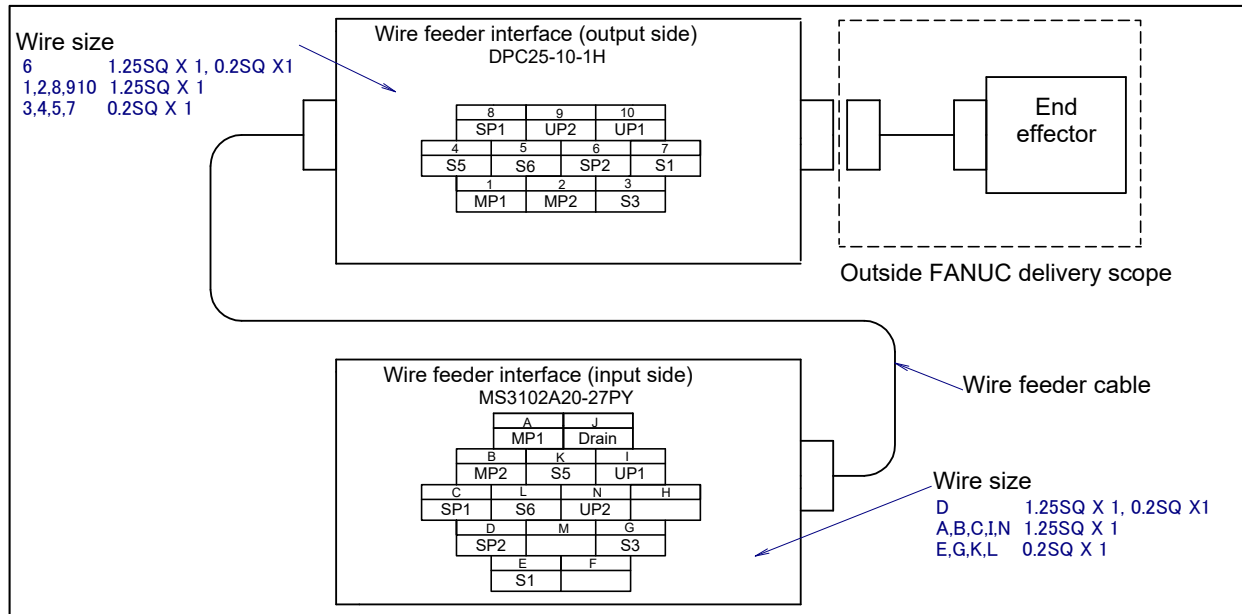 Wire size
6 1.25SQ X 1, 0.2SQ X1
1,2,8,910 1.25SQ X 1
3,4,5,7 0.2SQ X 1
Wire feeder interface (output side)
DPC25-10-1H
8 9 10
SP1 UP2 UP1
4 5 6 7
S5 S6 SP2 S1
1 2 3
MP1 MP2 S3
End
effector
Outside FANUC delivery scope
Wire feeder interface (input side)
MS3102A20-27PY
A J
MP1 Drain
B K I
MP2 S5 UP1
C L N H
SP1 S6 UP2
D M G
SP2 S3
E F
S1
Wire feeder cable
Wire size
D 1.25SQ X 1, 0.2SQ X1
A,B,C,I,N 1.25SQ X 1
E,G,K,L 0.2SQ X 1